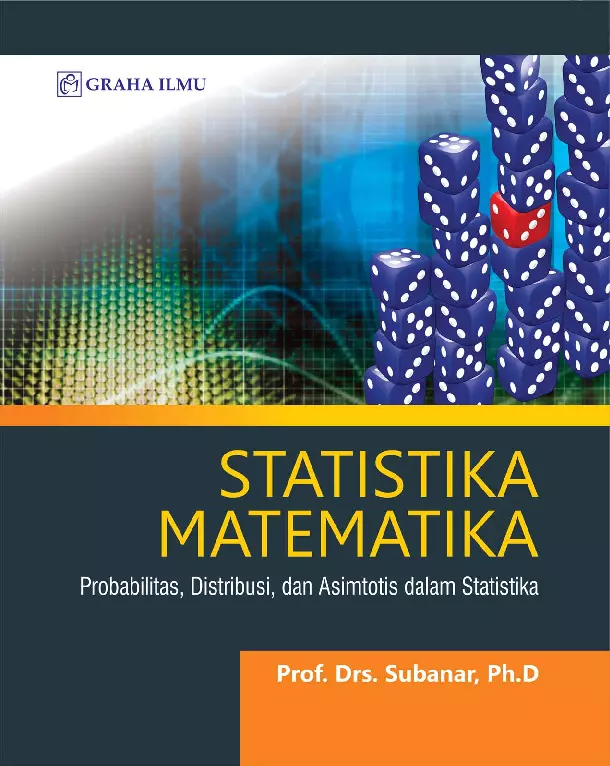 GRAHA ILMU
STATISTIKA
MATEMATIKA
Probabilitas, Distribusi, dan Asimtotis dalam Statistika
Prof. Drs. Subanar, Ph.D